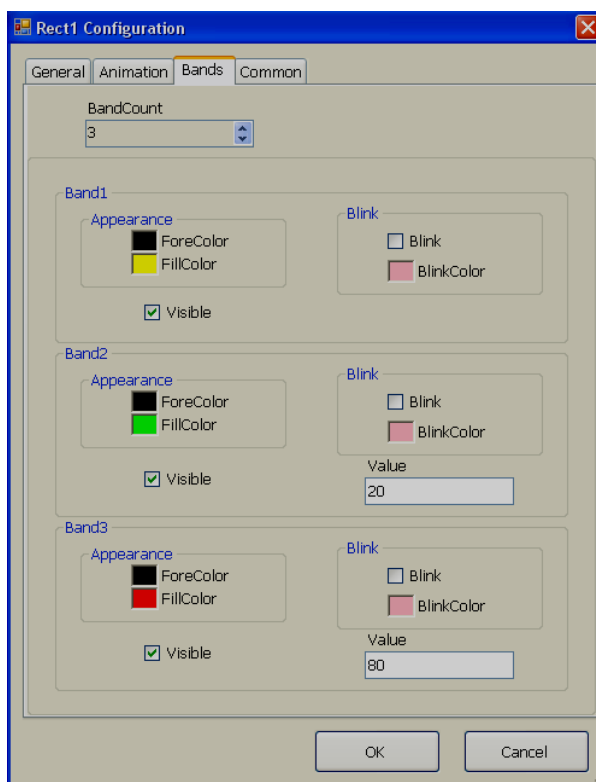 Rect1 Configuration
General Animation Bands Common
BandCount
3
Band1
Appearance
ForeColor
FillColor
Visible
Blink
Blink
BlinkColor
Band2
Appearance
ForeColor
FillColor
Visible
Blink
Blink
BlinkColor
Value
20
Band3
Appearance
ForeColor
FillColor
Visible
Blink
Blink
BlinkColor
Value
80
OK Cancel